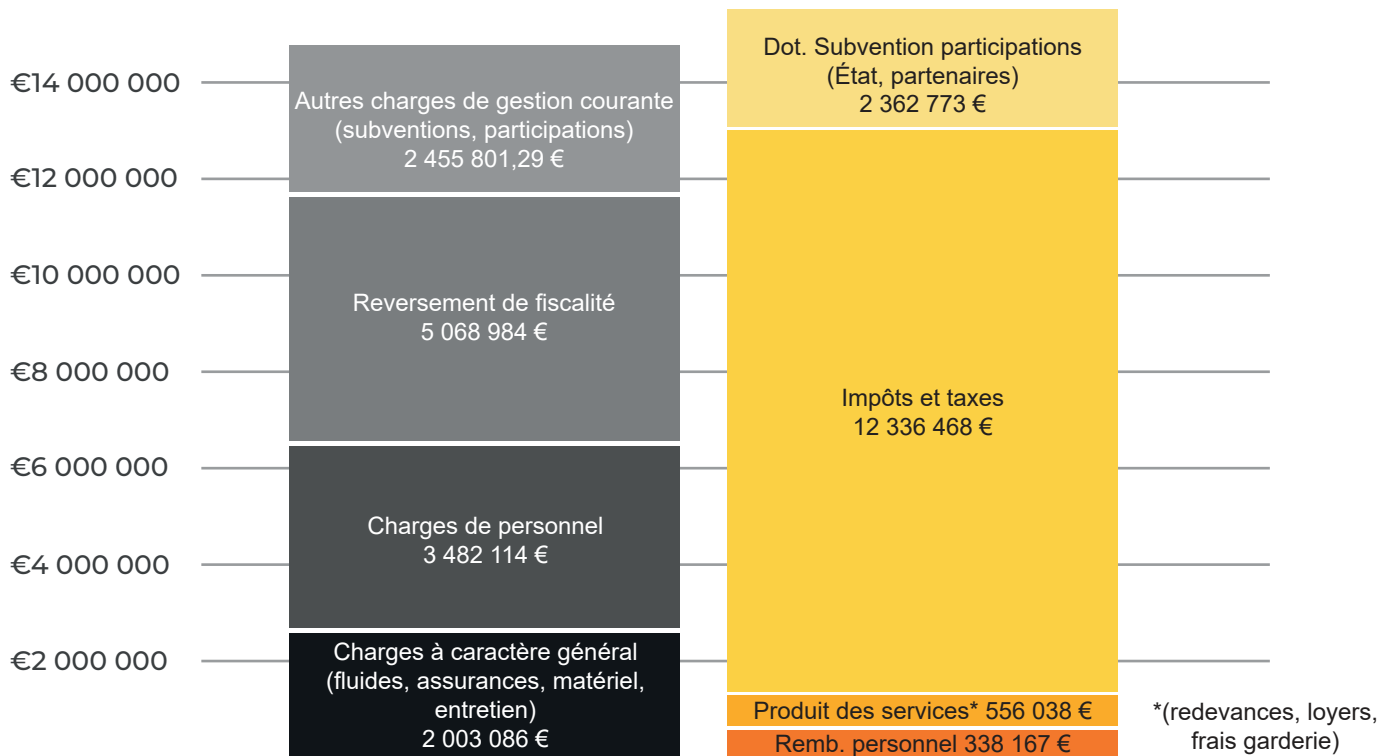 €14 000 000
€12 000 000
€10 000 000
€8 000 000
€6 000 000
€4 000 000
€2 000 000
Autres charges de gestion courante
(subventions, participations)
2 455 801,29 €
Reversement de fiscalité
5 068 984 €
Charges de personnel
3 482 114 €
Charges à caractère général
(fluides, assurances, matériel,
entretien)
2 003 086 €
Dot. Subvention participations
(État, partenaires)
2 362 773 €
Impôts et taxes
12 336 468 €
Produit des services* 556 038 €
Remb. personnel 338 167 €
*(redevances, loyers,
frais garderie)